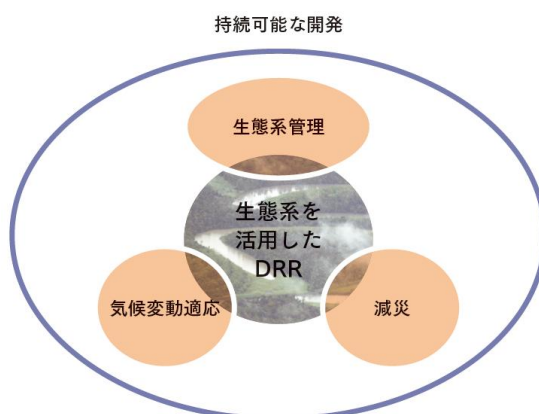 持続可能な開発
生態系管理
生態系を
活用した
DRR
気候変動適応
減災